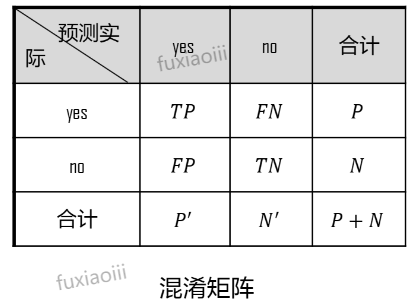 预测实
际
yes
no
合计
fuxiaoiii
yes
TP
FN
P
no
FP
TN
N
合计
P′
N′
P + N
fuxiaoiii
混淆矩阵